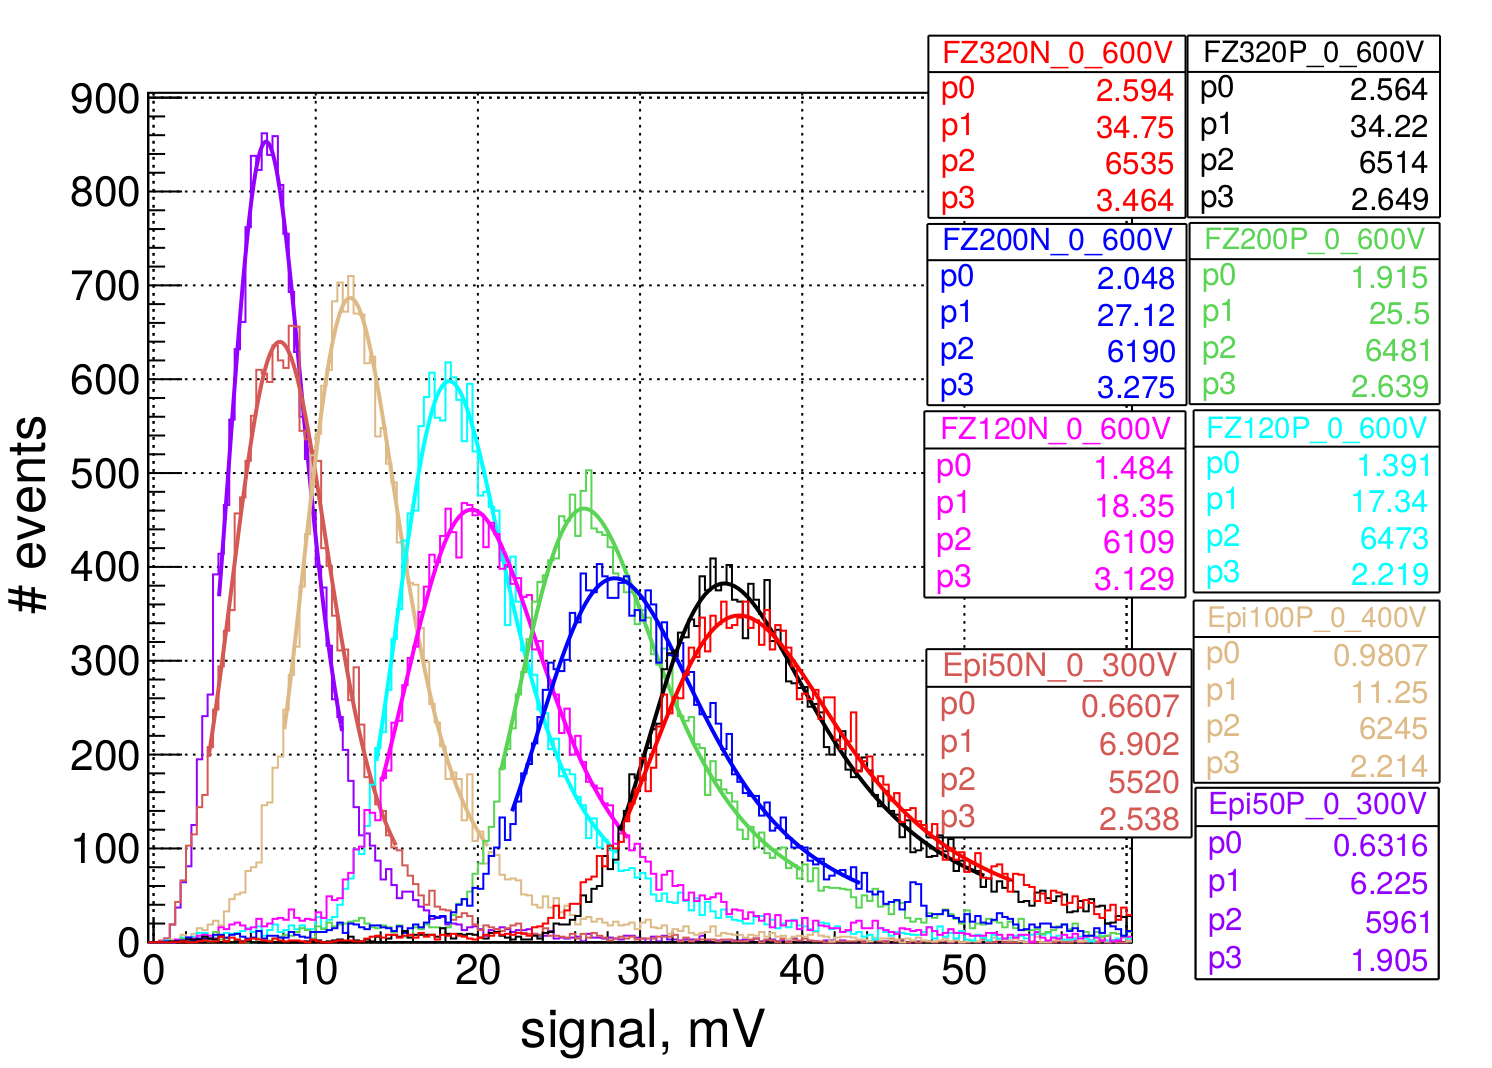 FZ320N_0_600V
p0 2.594
p1 34.75
p2 6535
p3 3.464
FZ320P_0_600V
p0 2.564
p1 34.22
p2 6514
p3 2.649
FZ200N_0_600V
p0 2.048
p1 27.12
p2 6190
p3 3.275
FZ200P_0_600V
p0 1.915
p1 25.5
p2 6481
p3 2.639
FZ120N_0_600V
p0 1.484
p1 18.35
p2 6109
p3 3.129
FZ120P_0_600V
p0 1.391
p1 17.34
p2 6473
p3 2.219
Epi50N_0_300V
p0 0.6607
p1 6.902
p2 5520
p3 2.538
Epi100P_0_400V
p0 0.9807
p1 11.25
p2 6245
p3 2.214
Epi50P_0_300V
p0 0.6316
p1 6.225
p2 5961
p3 1.905
900
800
700
600
500
400
300
200
100
0
# events
0 10 20 30 40 50 60
signal, mV